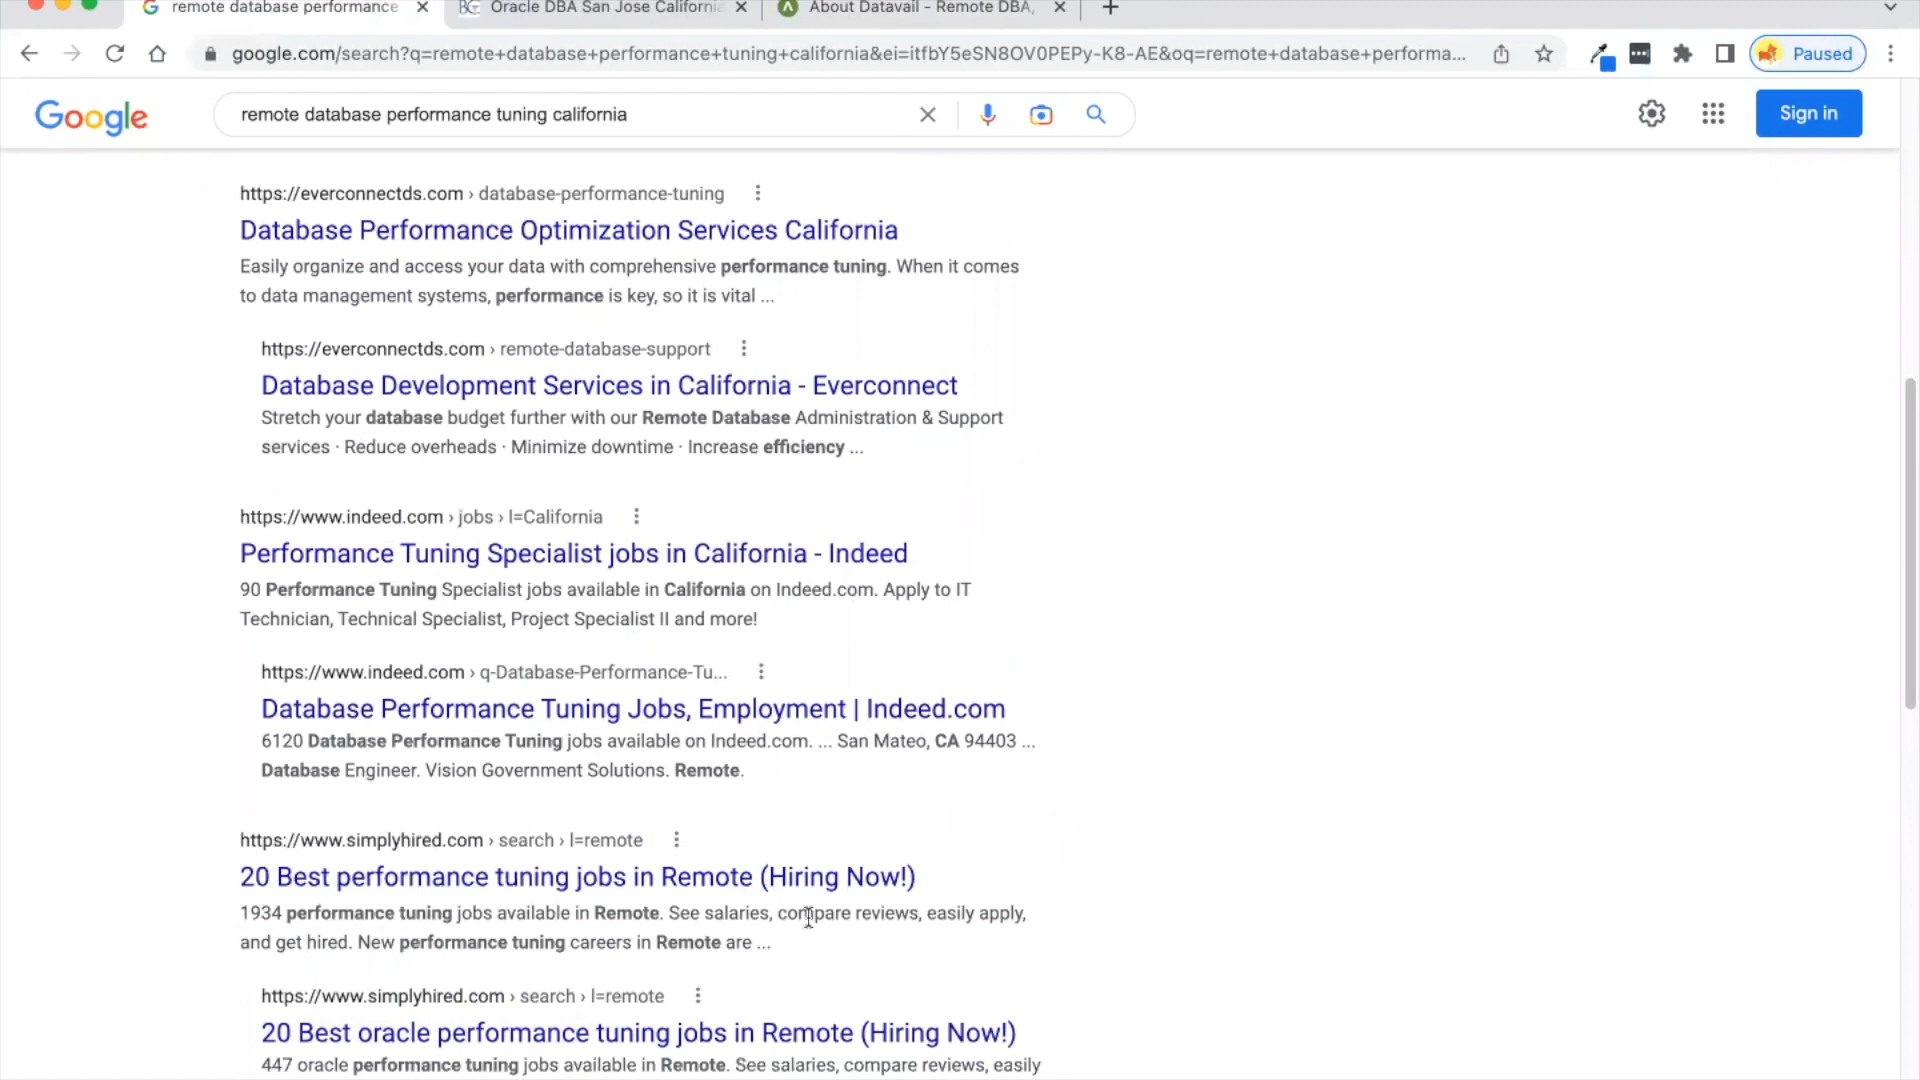 remote database performance
Oracle DBA San Jose California
About Datavail - Remote DBA,
google.com/search?q=remote+database+performance+tuning+california&ei=itfbY5eSN8OV0PEPy-K8-AE&oq=remote+database+performa...
Paused
Google
remote database performance tuning california
Sign in
https://everconnectds.com › database-performance-tuning
Database Performance Optimization Services California
Easily organize and access your data with comprehensive performance tuning. When it comes
to data management systems, performance is key, so it is vital ...
https://everconnectds.com › remote-database-support
Database Development Services in California - Everconnect
Stretch your database budget further with our Remote Database Administration & Support
services · Reduce overheads · Minimize downtime · Increase efficiency ...
https://www.indeed.com › jobs › l=California
Performance Tuning Specialist jobs in California - Indeed
90 Performance Tuning Specialist jobs available in California on Indeed.com. Apply to IT
Technician, Technical Specialist, Project Specialist II and more!
https://www.indeed.com › q-Database-Performance-Tu...
Database Performance Tuning Jobs, Employment | Indeed.com
6120 Database Performance Tuning jobs available on Indeed.com. ... San Mateo, CA 94403 ...
Database Engineer. Vision Government Solutions. Remote.
https://www.simplyhired.com › search › l=remote
20 Best performance tuning jobs in Remote (Hiring Now!)
1934 performance tuning jobs available in Remote. See salaries, compare reviews, easily apply,
and get hired. New performance tuning careers in Remote are ...
https://www.simplyhired.com › search › l=remote
20 Best oracle performance tuning jobs in Remote (Hiring Now!)
447 oracle performance tuning jobs available in Remote. See salaries, compare reviews, easily